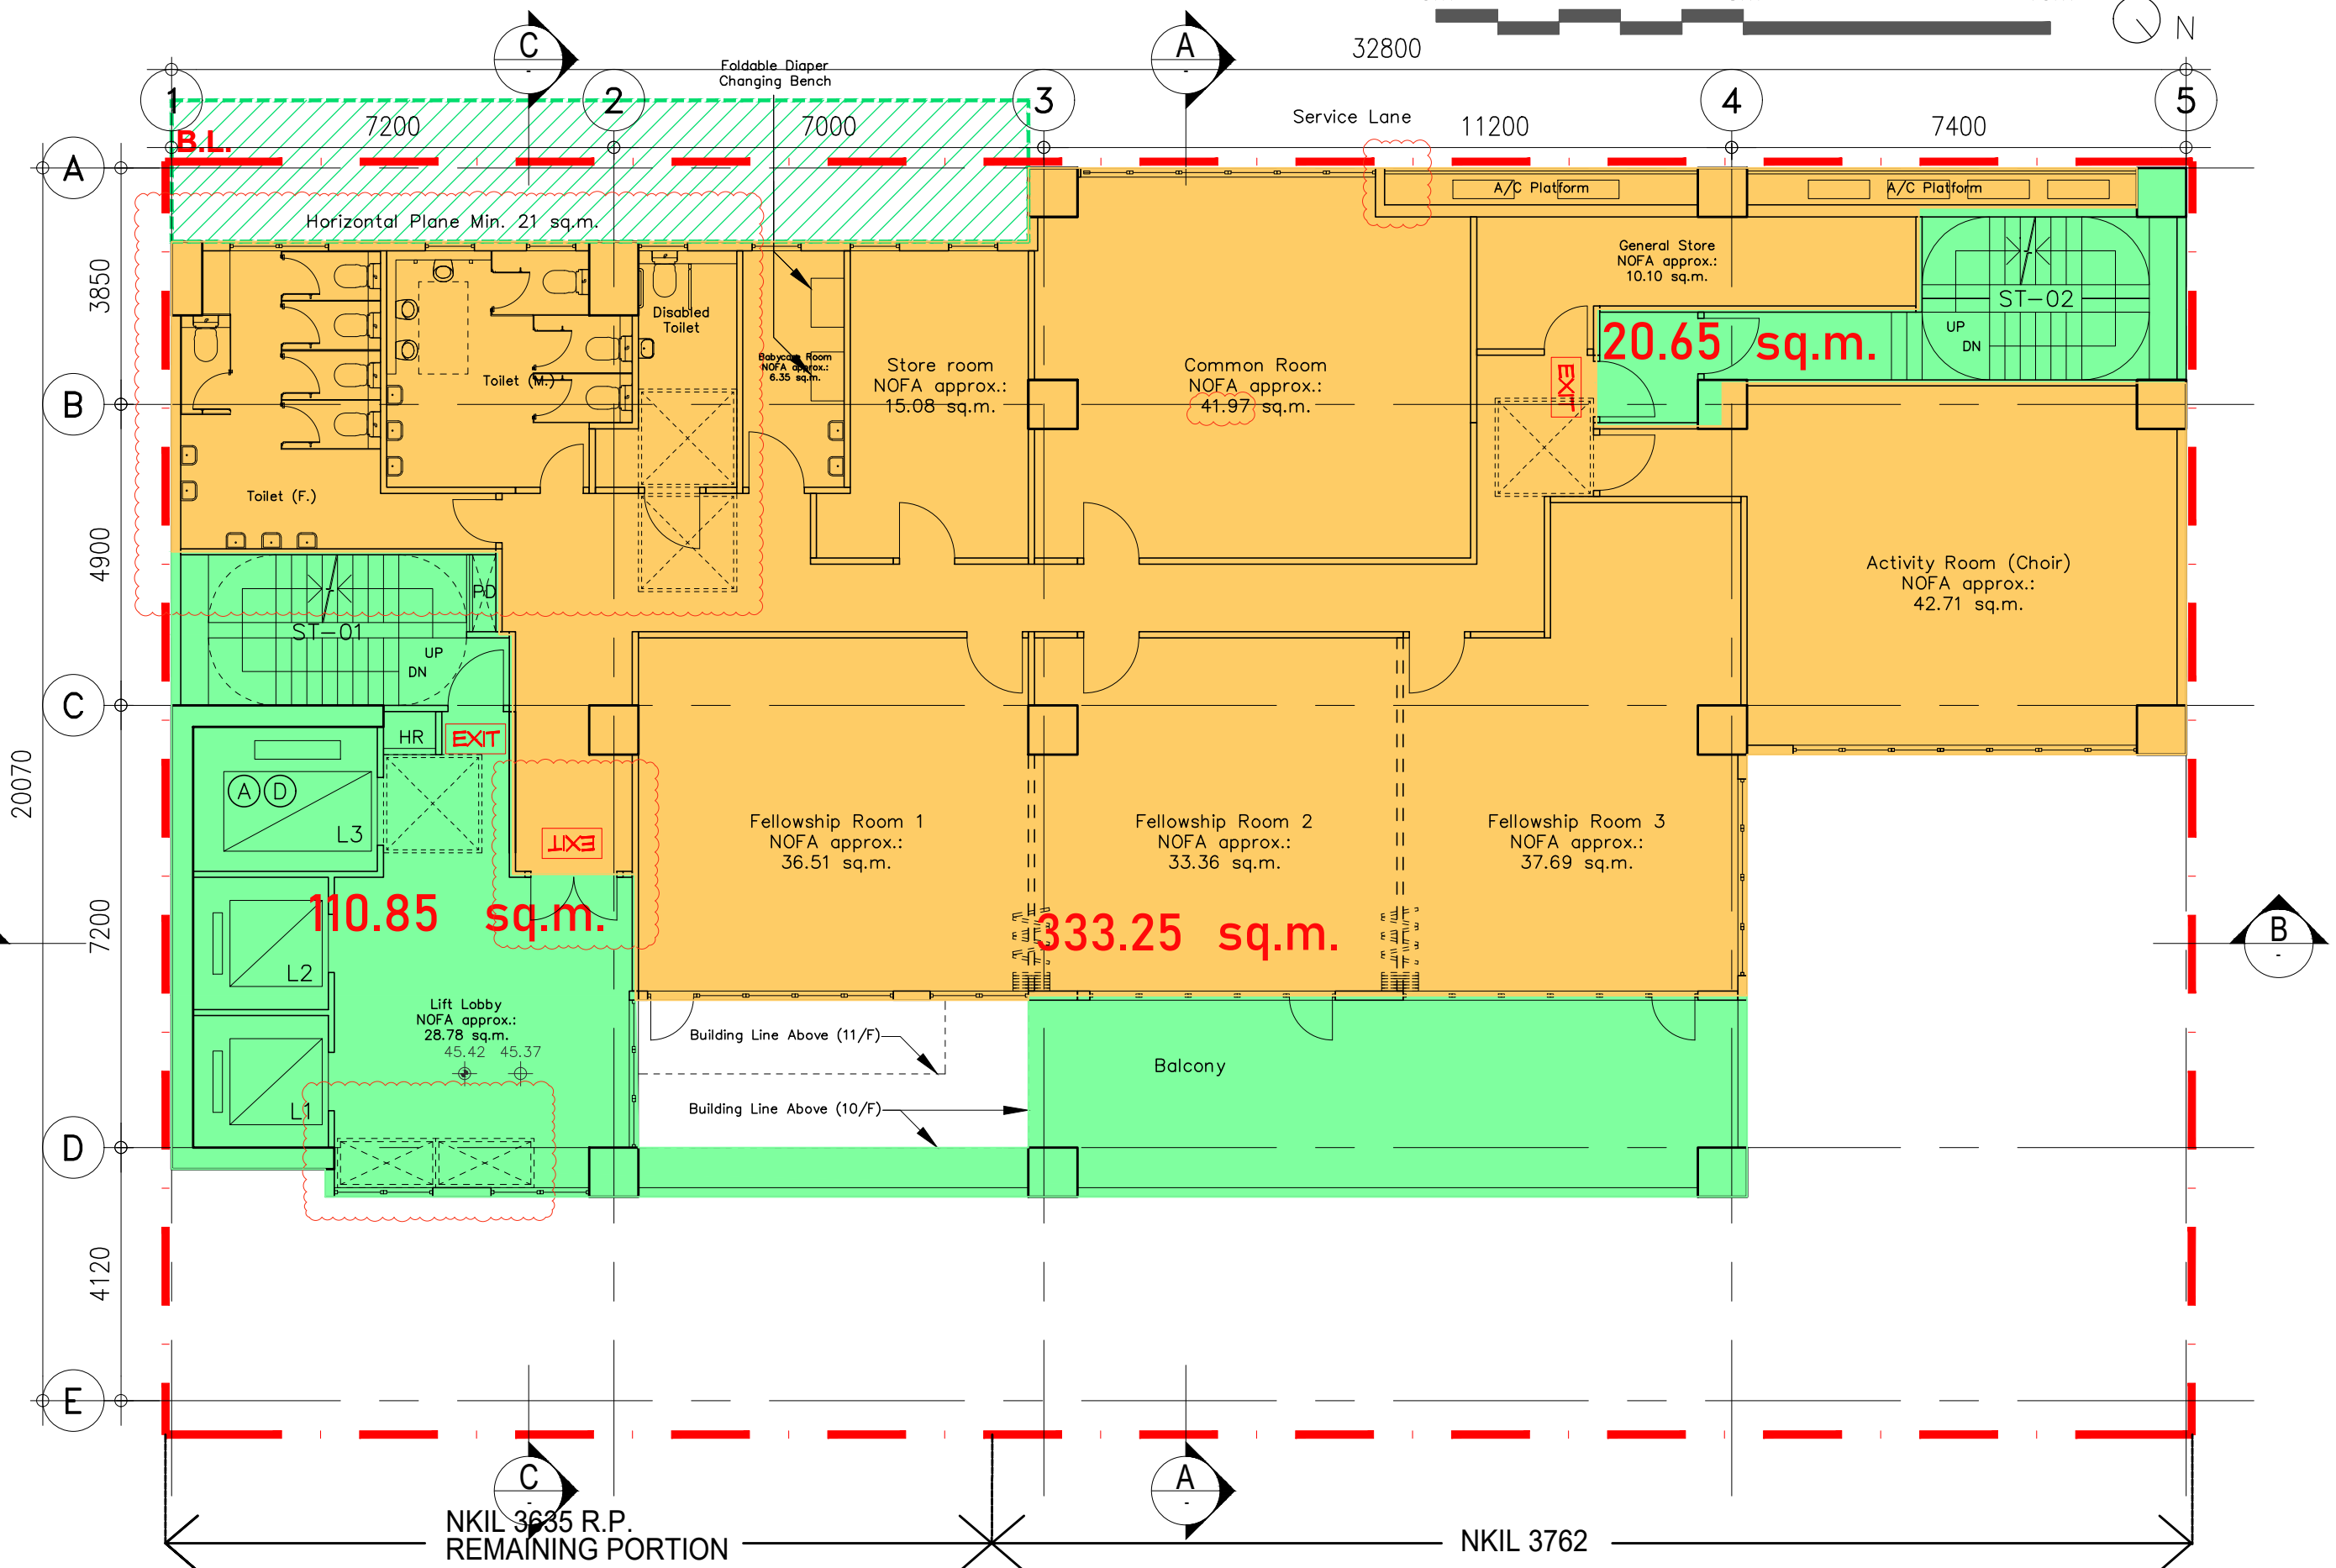 C
-
A
-
32800
N
Foldable Diaper
Changing Bench
1
2
3
4
5
7200
7000
Service Lane
11200
7400
B.L.
A
A/C Platform
A/C Platform
Horizontal Plane Min. 21 sq.m.
3850
General Store
NOFA approx.:
10.10 sq.m.
ST-02
Disabled
Toilet
UP
DN
20.65 sq.m.
Babycare Room
NOFA approx.:
6.35 sq.m.
Store room
NOFA approx.:
15.08 sq.m.
Common Room
NOFA approx.:
41.97 sq.m.
Toilet (M.)
EXIT
B
Toilet (F.)
4900
Activity Room (Choir)
NOFA approx.:
42.71 sq.m.
PD
ST-01
UP
DN
C
HR
EXIT
20070
A
D
L3
EXIT
Fellowship Room 1
NOFA approx.:
36.51 sq.m.
Fellowship Room 2
NOFA approx.:
33.36 sq.m.
Fellowship Room 3
NOFA approx.:
37.69 sq.m.
7200
110.85 sq.m.
333.25 sq.m.
B
-
L2
Lift Lobby
NOFA approx.:
28.78 sq.m.
45.42 45.37
Building Line Above (11/F)
Balcony
L1
Building Line Above (10/F)
D
4120
E
C
-
A
-
NKIL 3635 R.P.
REMAINING PORTION
NKIL 3762